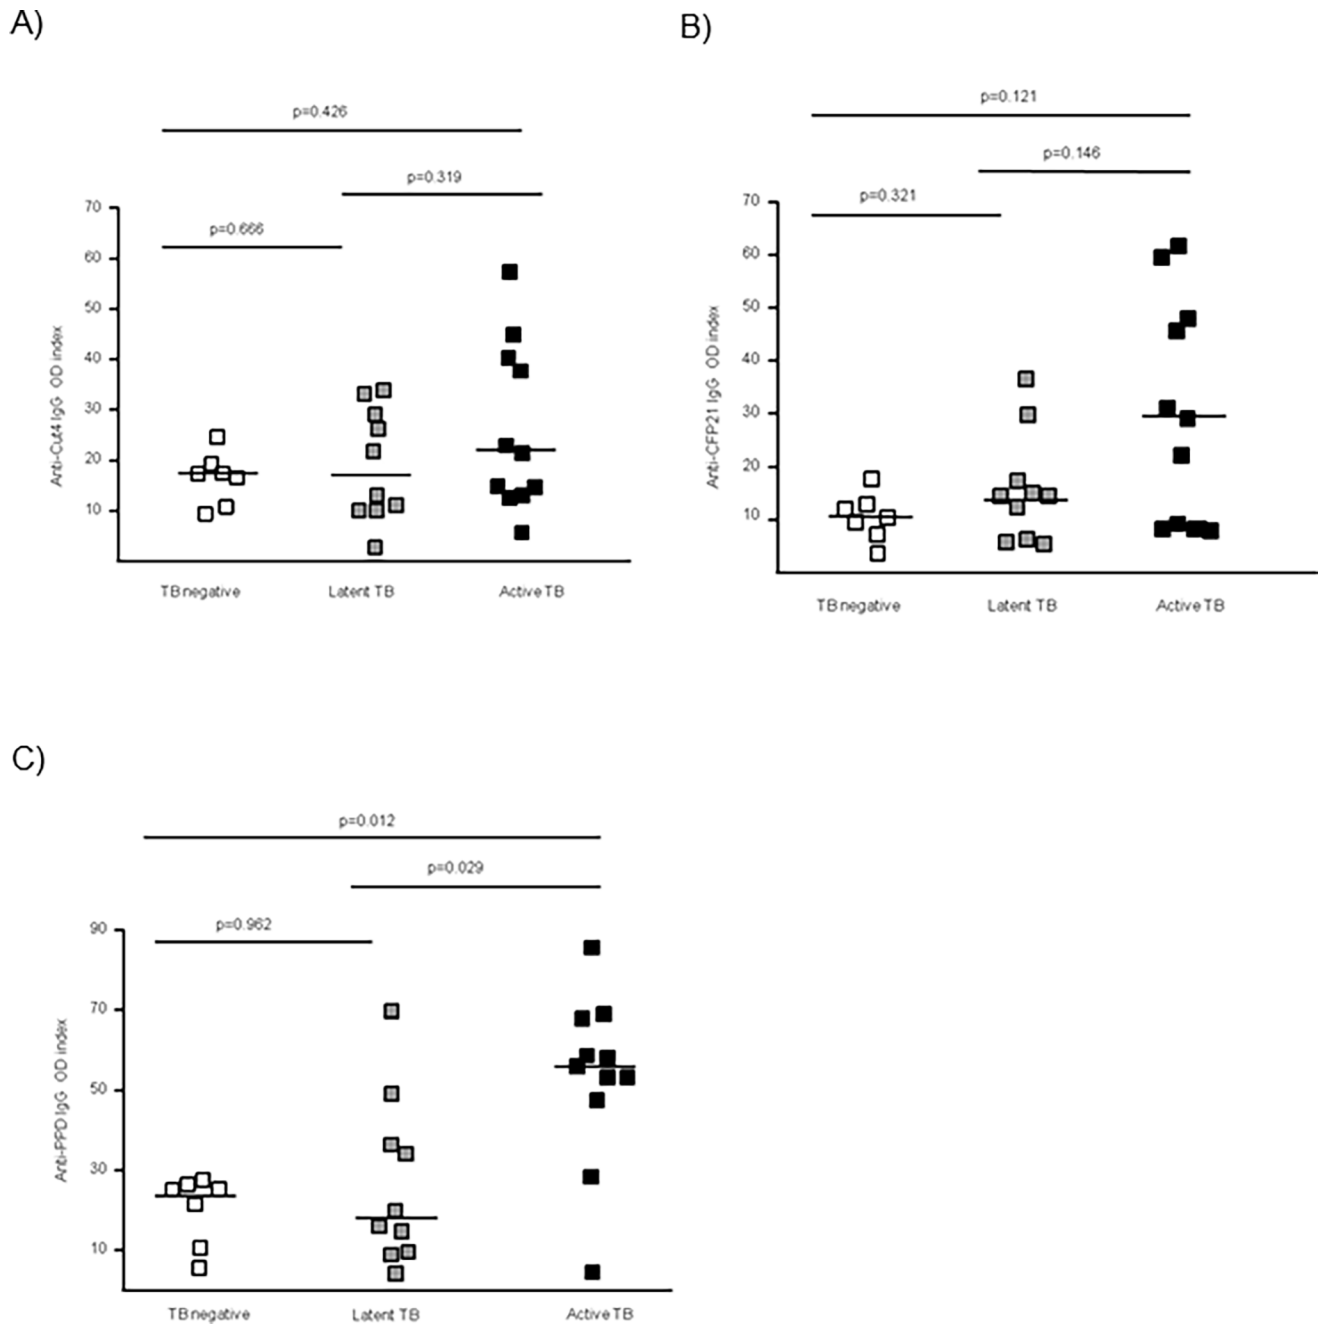 A)
p=0.426
p=0.319
p=0.666
70
60
50
40
30
20
10
Anti-Cut4 IgG OD index
TB negative Latent TB Active TB
B)
p=0.121
p=0.146
p=0.321
70
60
50
40
30
20
10
Anti-CFP21 IgG OD index
TB negative Latent TB Active TB
C)
p=0.012
p=0.029
p=0.962
90
70
50
30
10
Anti-PPD IgG OD index
TB negative Latent TB Active TB